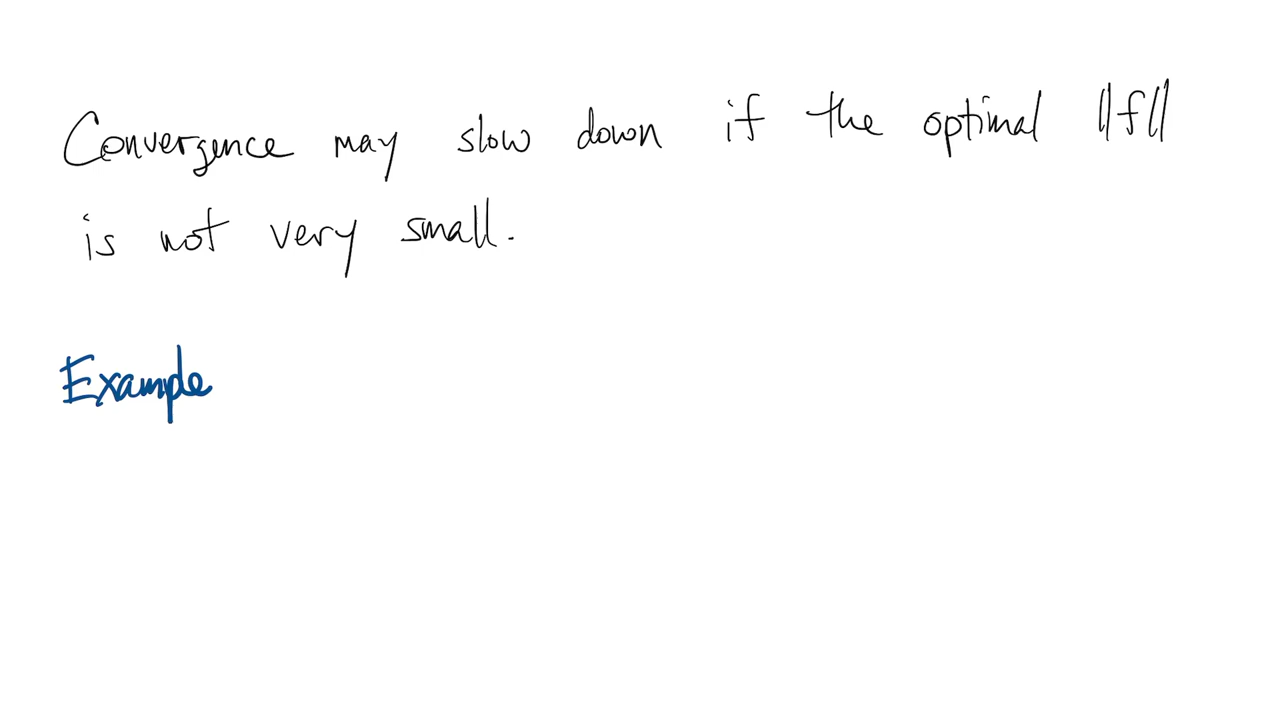 Convergence may slow down if the optimal ||f||
is not very small.
Example